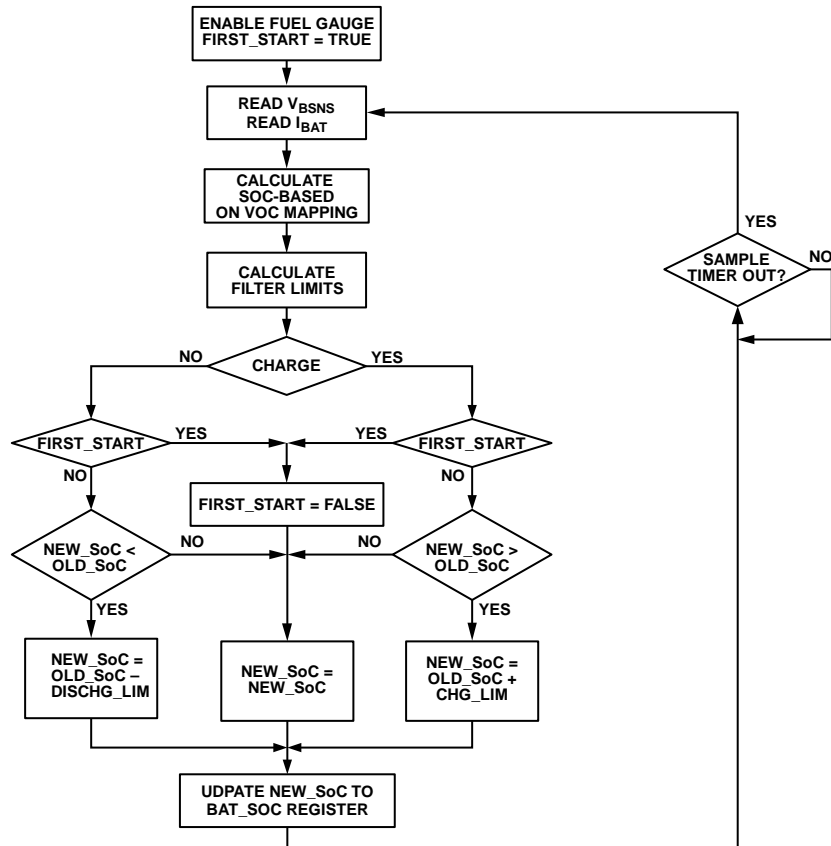 ENABLE FUEL GAUGE
FIRST_START = TRUE
READ VBSNS
READ IBAT
CALCULATE
SOC-BASED
ON VOC MAPPING
YES
SAMPLE
TIMER OUT?
NO
CALCULATE
FILTER LIMITS
NO
CHARGE
YES
FIRST_START
YES
YES
FIRST_START
NO
NO
FIRST_START = FALSE
NEW_SoC <
OLD_SoC
NO
NO
NEW_SoC >
OLD_SoC
YES
YES
NEW_SoC =
OLD_SoC –
DISCHG_LIM
NEW_SoC =
NEW_SoC
NEW_SoC =
OLD_SoC +
CHG_LIM
UDPATE NEW_SoC TO
BAT_SOC REGISTER